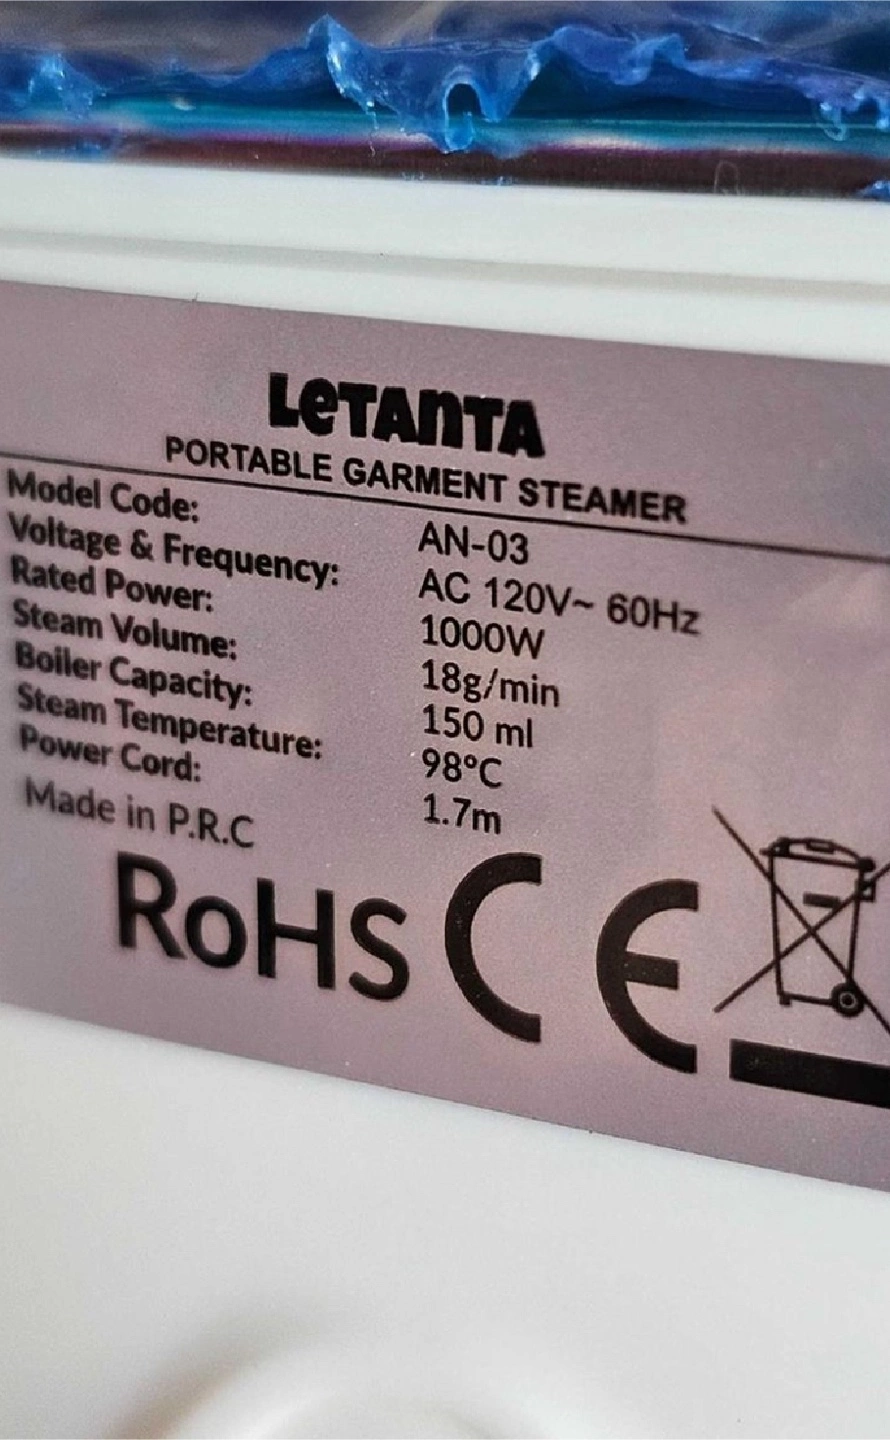 LeTAnTA
PORTABLE GARMENT STEAMER
Model Code: AN-03
Voltage & Frequency: AC 120V~ 60Hz
Rated Power: 1000W
Steam Volume: 18g/min
Boiler Capacity: 150 ml
Steam Temperature: 98°C
Power Cord: 1.7m
Made in P.R.C
RoHS CE